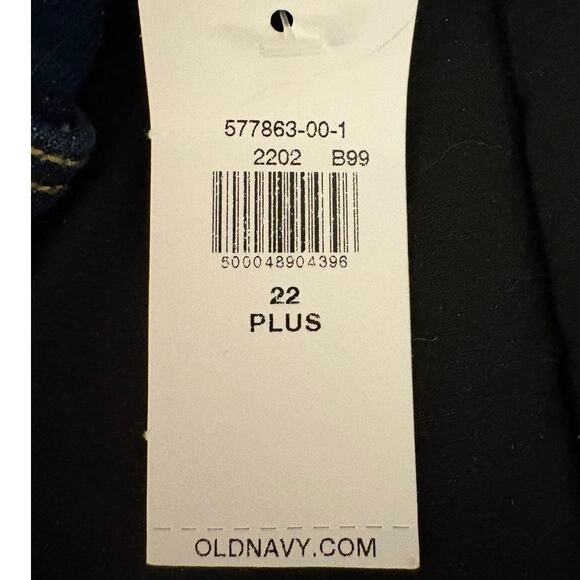 577863-00-1
2202 B99
500048904396
22
PLUS
OLDNAVY.COM